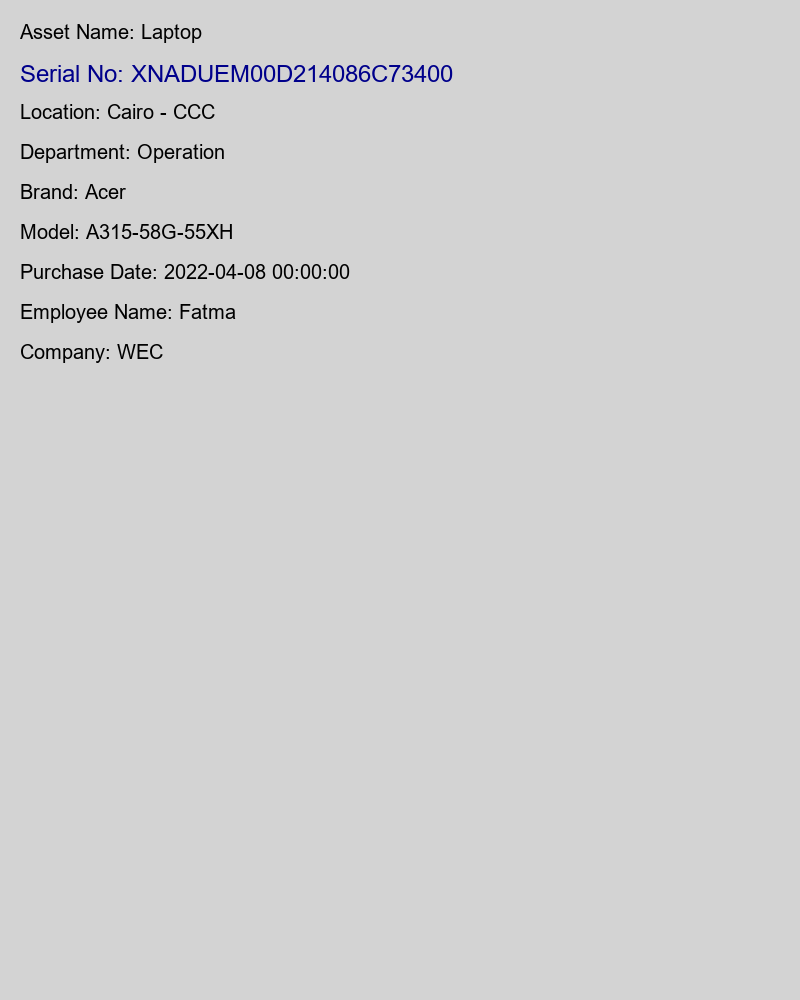 Asset Name: Laptop
Serial No: XNADUEM00D214086C73400
Location: Cairo - CCC
Department: Operation
Brand: Acer
Model: A315-58G-55XH
Purchase Date: 2022-04-08 00:00:00
Employee Name: Fatma
Company: WEC